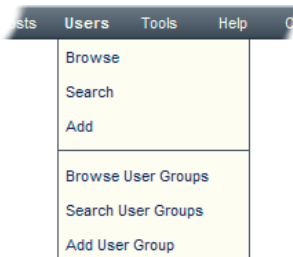 sts Users Tools Help
Browse
Search
Add
Browse User Groups
Search User Groups
Add User Group